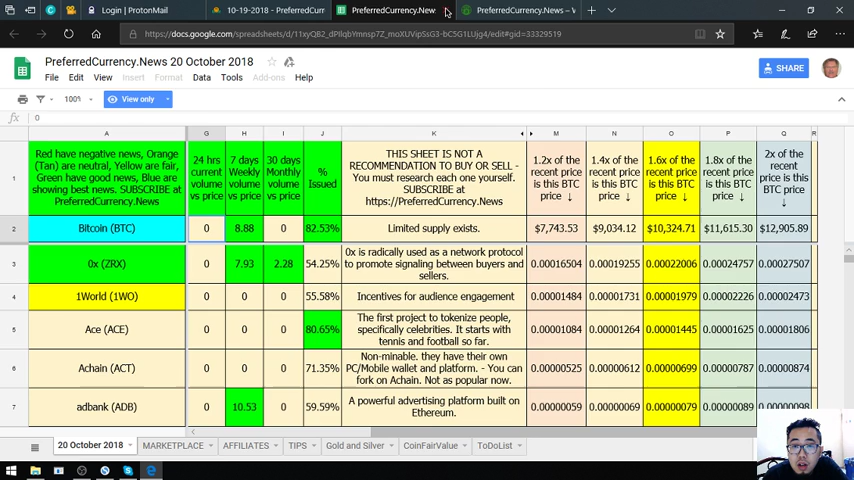 Login | ProtonMail
10-19-2018 - PreferredCurr
PreferredCurrency.New
PreferredCurrency.News – V
PreferredCurrency.News 20 October 2018
File Edit View Insert Format Data Tools Add-ons Help
SHARE
100%
View only
fx 0
A G H I J K M N O P Q R
1
Red have negative news, Orange
(Tan) are neutral, Yellow are fair,
Green have good news, Blue are
showing best news. SUBSCRIBE at
PreferredCurrency.News
24 hrs
current
volume
vs price
7 days
Weekly
volume
vs price
30 days
Monthly
volume
vs price
%
Issued
THIS SHEET IS NOT A
RECOMMENDATION TO BUY OR SELL -
You must research each one yourself.
SUBSCRIBE at
https://PreferredCurrency.News
1.2x of the
recent price
is this BTC
price ↓
1.4x of the
recent price
is this BTC
price ↓
1.6x of the
recent price
is this BTC
price ↓
1.8x of the
recent price
is this BTC
price ↓
2x of the
recent price
is this BTC
price
↓
2 Bitcoin (BTC) 0 8.88 0 82.53% Limited supply exists. $7,743.53 $9,034.12 $10,324.71 $11,615.30 $12,905.89
3 0x (ZRX) 0 7.93 2.28 54.25% 0x is radically used as a network protocol
to promote signaling between buyers and
sellers.
0.00016504 0.00019255 0.00022006 0.00024757 0.00027507
4 1World (1WO) 0 0 0 55.58% Incentives for audience engagement 0.00001484 0.00001731 0.00001979 0.00002226 0.00002473
5 Ace (ACE) 0 0 0 80.65% The first project to tokenize people,
specifically celebrities. It starts with
tennis and football so far.
0.00001084 0.00001264 0.00001445 0.00001625 0.00001806
6 Achain (ACT) 0 0 0 71.35% Non-minable. they have their own
PC/Mobile wallet and platform. - You can
fork on Achain. Not as popular now.
0.00000525 0.00000612 0.00000699 0.00000787 0.00000874
7 adbank (ADB) 0 10.53 0 59.59% A powerful advertising platform built on
Ethereum.
0.00000059 0.00000069 0.00000079 0.00000089 0.00000098
20 October 2018 MARKETPLACE AFFILIATES TIPS Gold and Silver CoinFairValue ToDoList